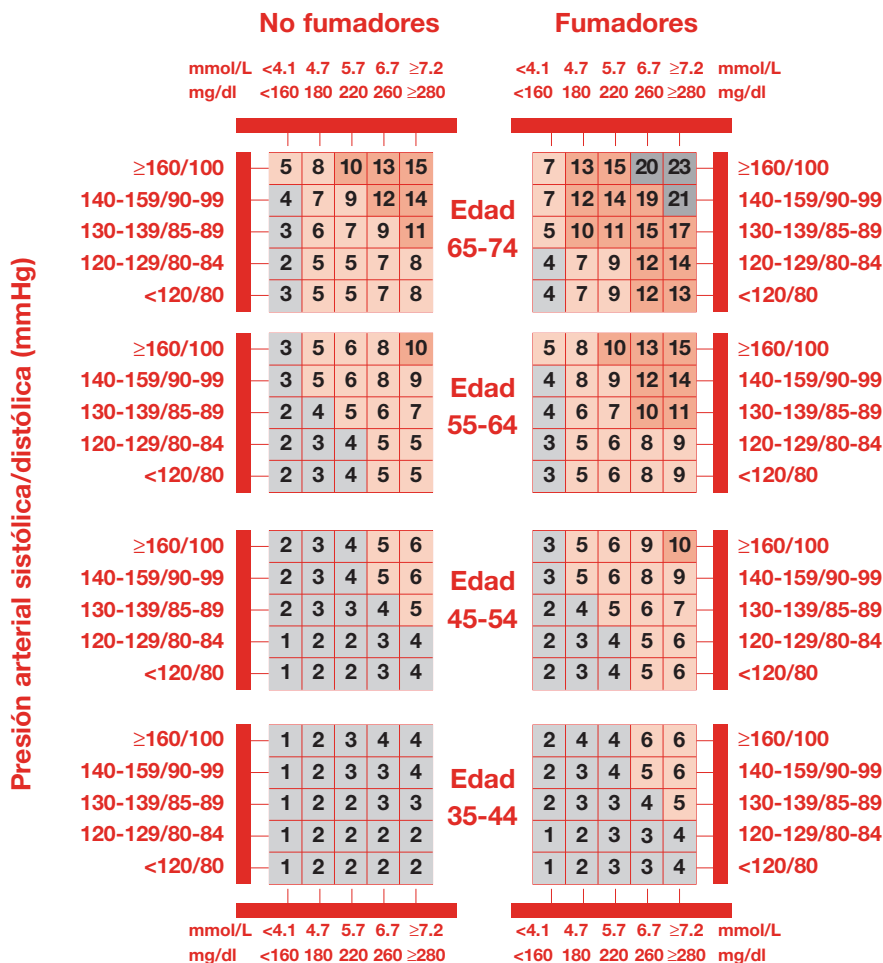 No fumadores Fumadores
mmol/L <4.1 4.7 5.7 6.7 ≥7.2 <4.1 4.7 5.7 6.7 ≥7.2 mmol/L
mg/dl <160 180 220 260 ≥280 <160 180 220 260 ≥280 mg/dl
Presión arterial sistólica/distólica (mmHg)
≥160/100 5 8 10 13 15 7 13 15 20 23 ≥160/100
140-159/90-99 4 7 9 12 14 Edad 7 12 14 19 21 140-159/90-99
130-139/85-89 3 6 7 9 11 65-74 5 10 11 15 17 130-139/85-89
120-129/80-84 2 5 5 7 8 4 7 9 12 14 120-129/80-84
<120/80 3 5 5 7 8 4 7 9 12 13 <120/80
≥160/100 3 5 6 8 10 5 8 10 13 15 ≥160/100
140-159/90-99 3 5 6 8 9 Edad 4 8 9 12 14 140-159/90-99
130-139/85-89 2 4 5 6 7 55-64 4 6 7 10 11 130-139/85-89
120-129/80-84 2 3 4 5 5 3 5 6 8 9 120-129/80-84
<120/80 2 3 4 5 5 3 5 6 8 9 <120/80
≥160/100 2 3 4 5 6 3 5 6 9 10 ≥160/100
140-159/90-99 2 3 4 5 6 Edad 3 5 6 8 9 140-159/90-99
130-139/85-89 2 3 3 4 5 45-54 2 4 5 6 7 130-139/85-89
120-129/80-84 1 2 2 3 4 2 3 4 5 6 120-129/80-84
<120/80 1 2 2 3 4 2 3 4 5 6 <120/80
≥160/100 1 2 3 4 4 2 4 4 6 6 ≥160/100
140-159/90-99 1 2 3 3 4 Edad 2 3 4 5 6 140-159/90-99
130-139/85-89 1 2 2 3 3 35-44 2 3 3 4 5 130-139/85-89
120-129/80-84 1 2 2 2 2 1 2 3 3 4 120-129/80-84
<120/80 1 2 2 2 2 1 2 3 3 4 <120/80
mmol/L <4.1 4.7 5.7 6.7 ≥7.2 <4.1 4.7 5.7 6.7 ≥7.2 mmol/L
mg/dl <160 180 220 260 ≥280 <160 180 220 260 ≥280 mg/dl